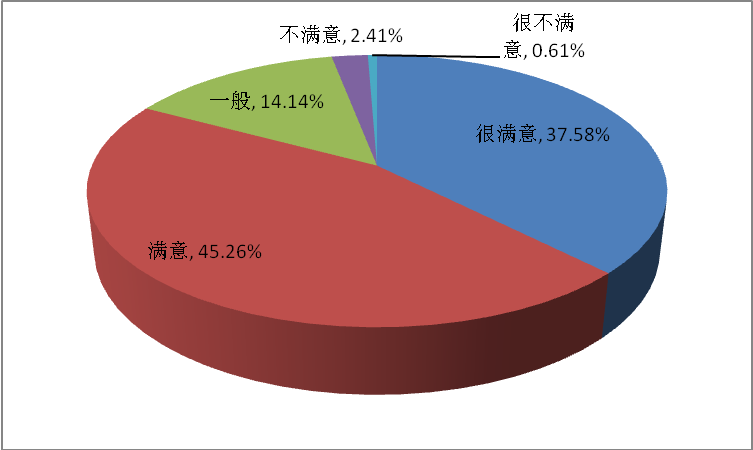 不满意, 2.41%
很不满
意, 0.61%
一般, 14.14%
很满意, 37.58%
满意, 45.26%